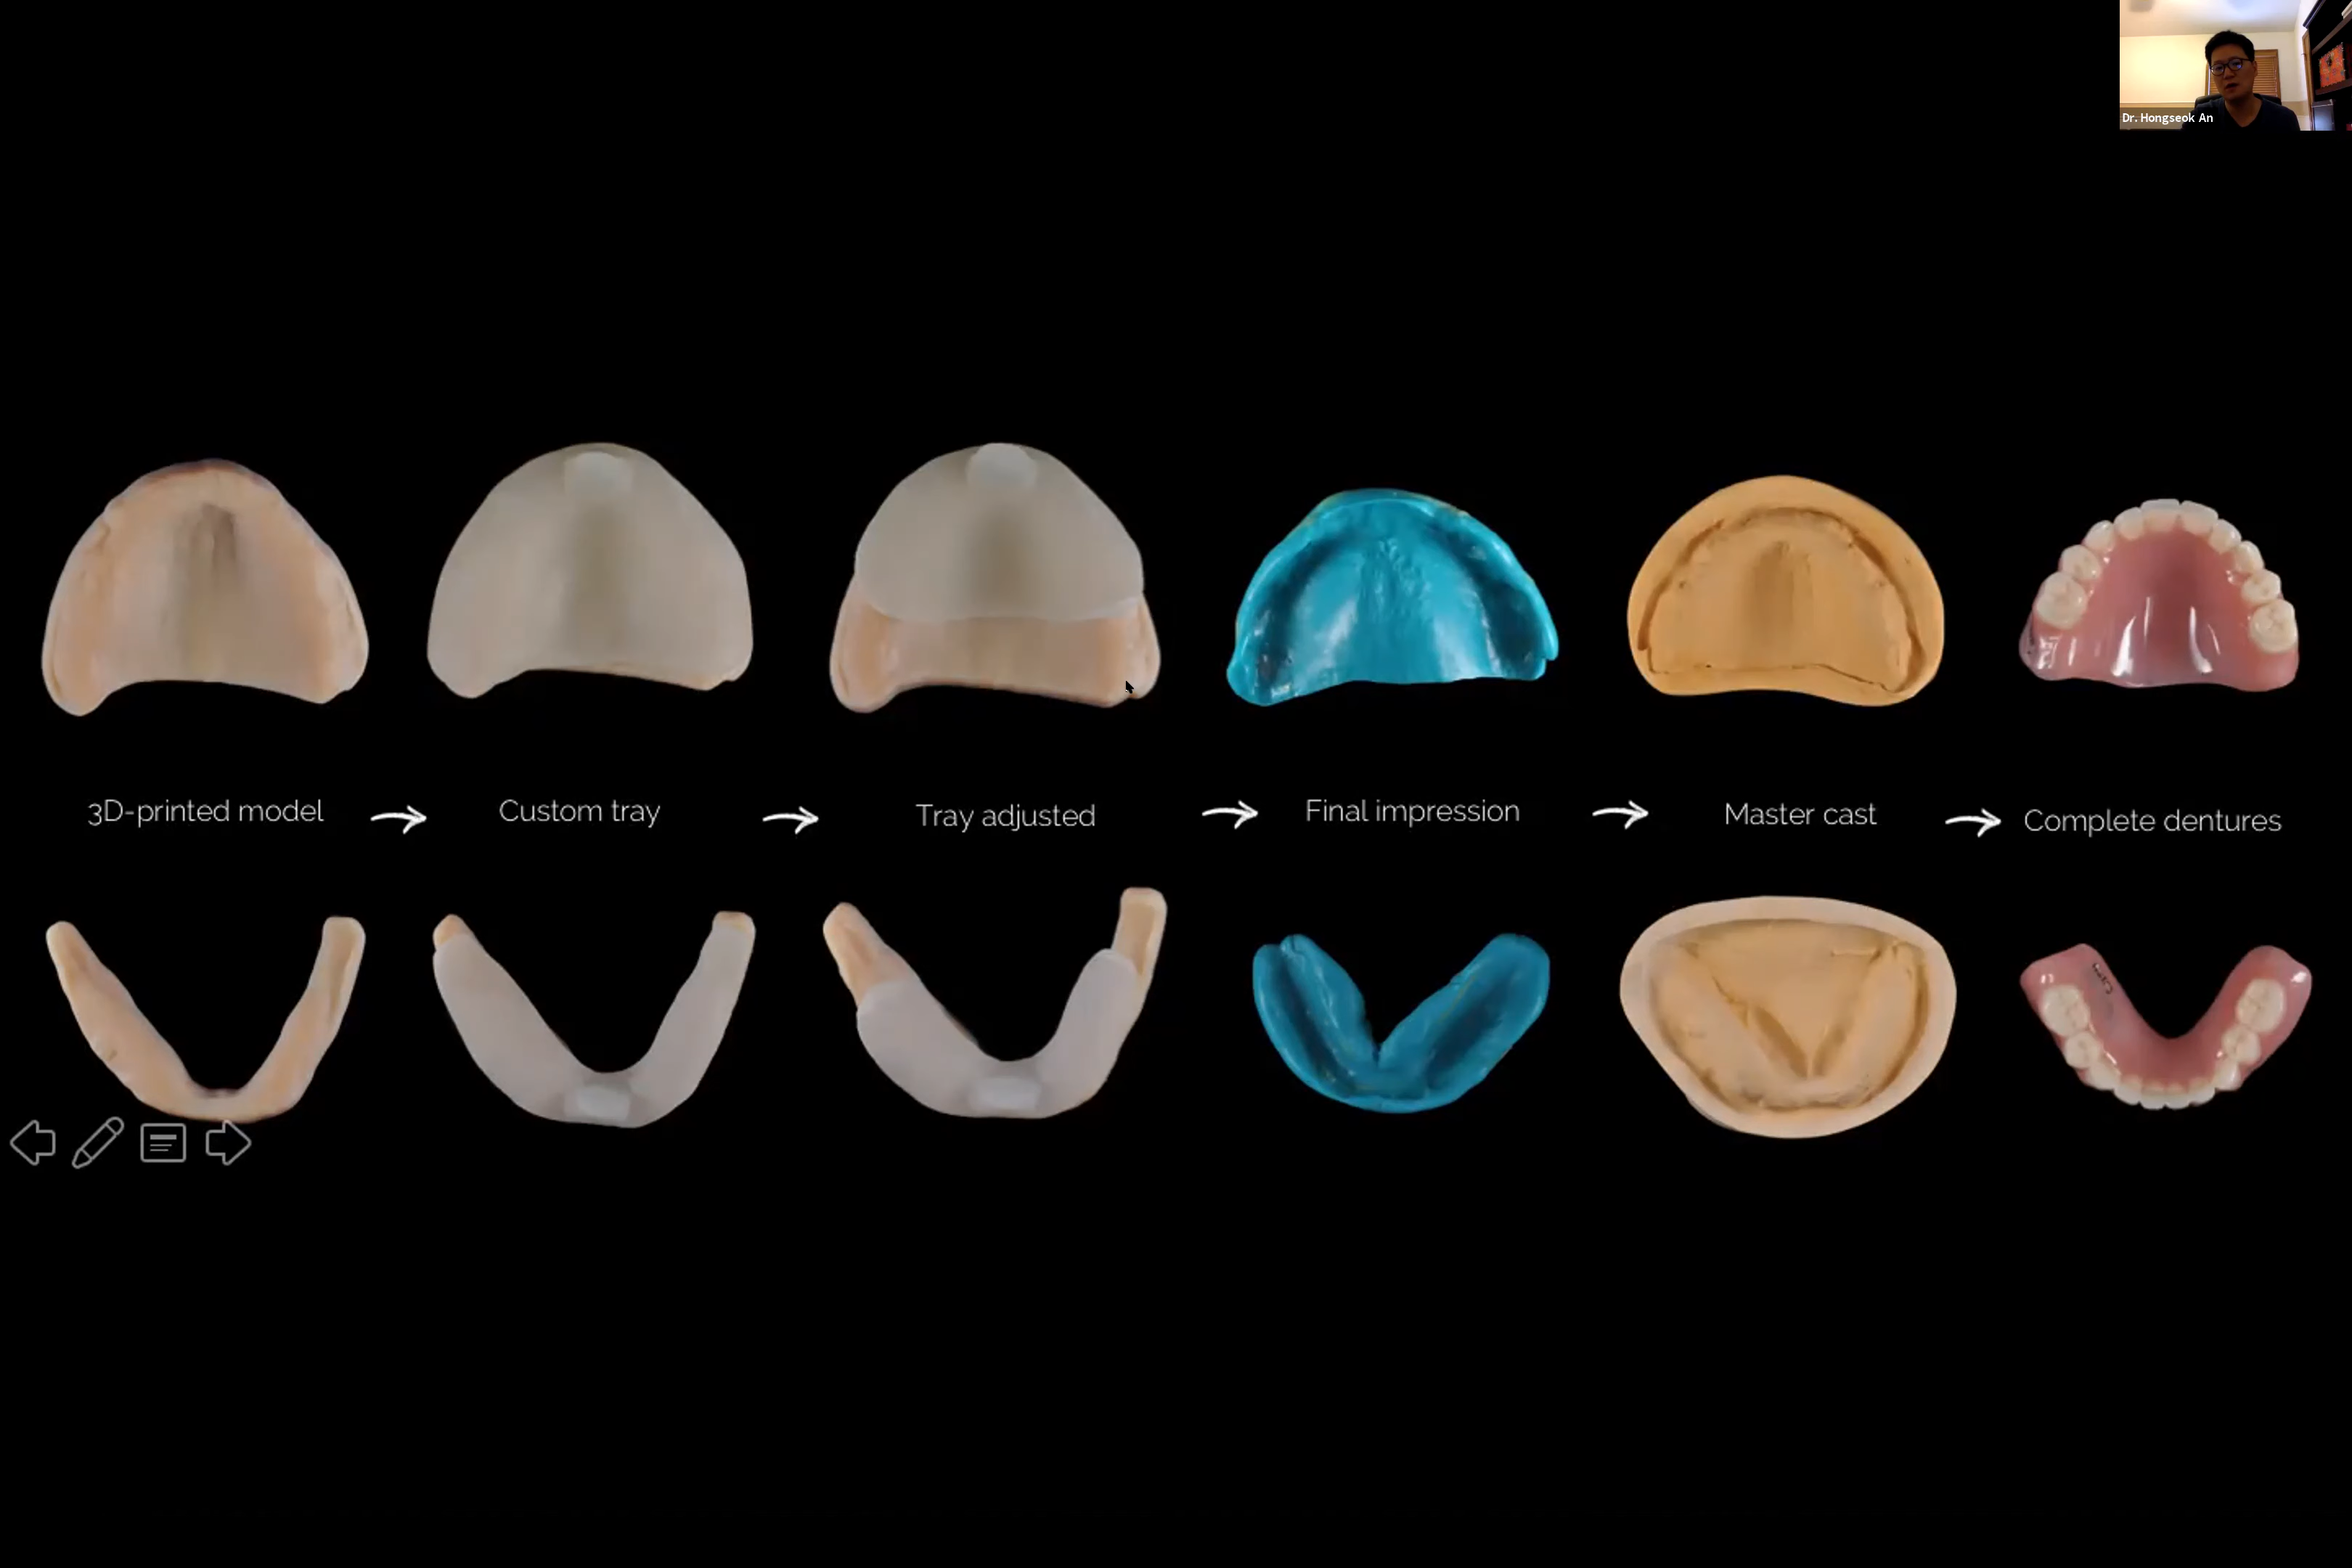 Dr. Hongseok An
3D-printed model
Custom tray
Tray adjusted
Final impression
Master cast
Complete dentures